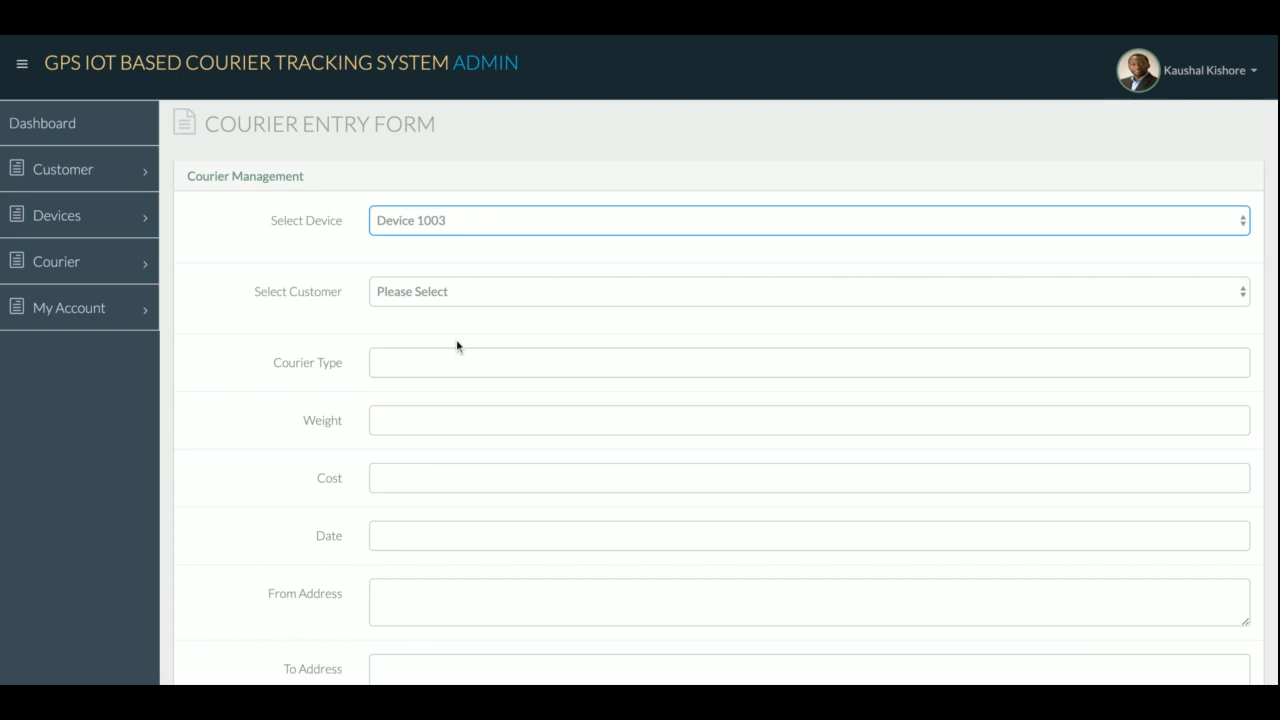 GPS IOT BASED COURIER TRACKING SYSTEM ADMIN
Kaushal Kishore
Dashboard
Customer
Devices
Courier
My Account
COURIER ENTRY FORM
Courier Management
Select Device
Device 1003
Select Customer
Please Select
Courier Type
Weight
Cost
Date
From Address
To Address